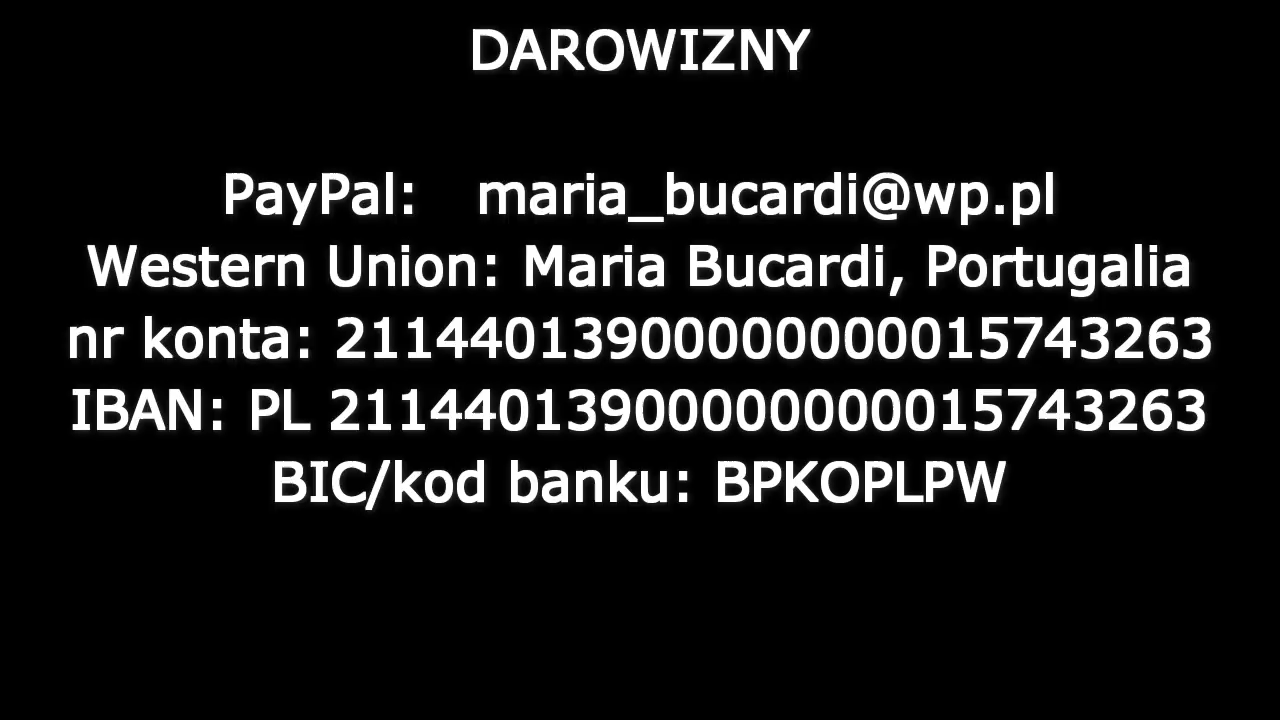 DAROWIZNY
PayPal: maria_bucardi@wp.pl
Western Union: Maria Bucardi, Portugalia
nr konta: 21144013900000000015743263
IBAN: PL 21144013900000000015743263
BIC/kod banku: BPKOPLPW